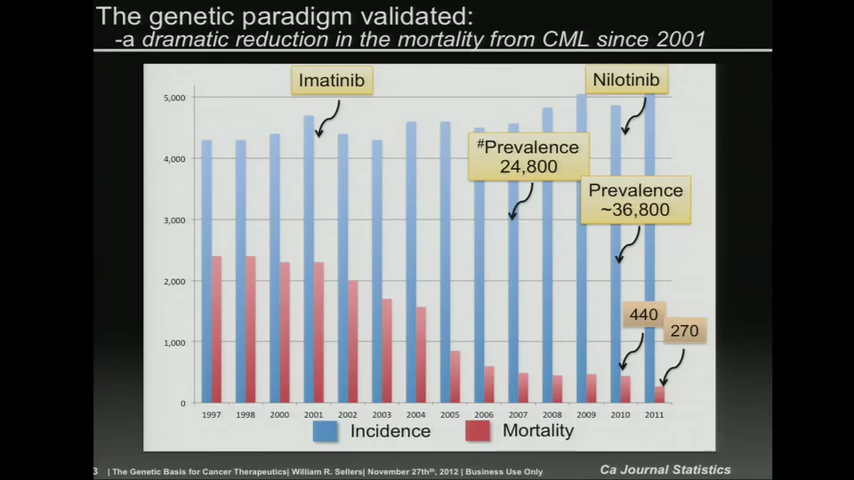 The genetic paradigm validated:
-a dramatic reduction in the mortality from CML since 2001
Imatinib
Nilotinib
5,000
#Prevalence
24,800
4,000
Prevalence
~36,800
3,000
2,000
440
270
1,000
0
1997 1998 2000 2001 2002 2003 2004 2005 2006 2007 2008 2009 2010 2011
Incidence Mortality
3 | The Genetic Basis for Cancer Therapeutics| William R. Sellers| November 27thth, 2012 | Business Use Only
Ca Journal Statistics